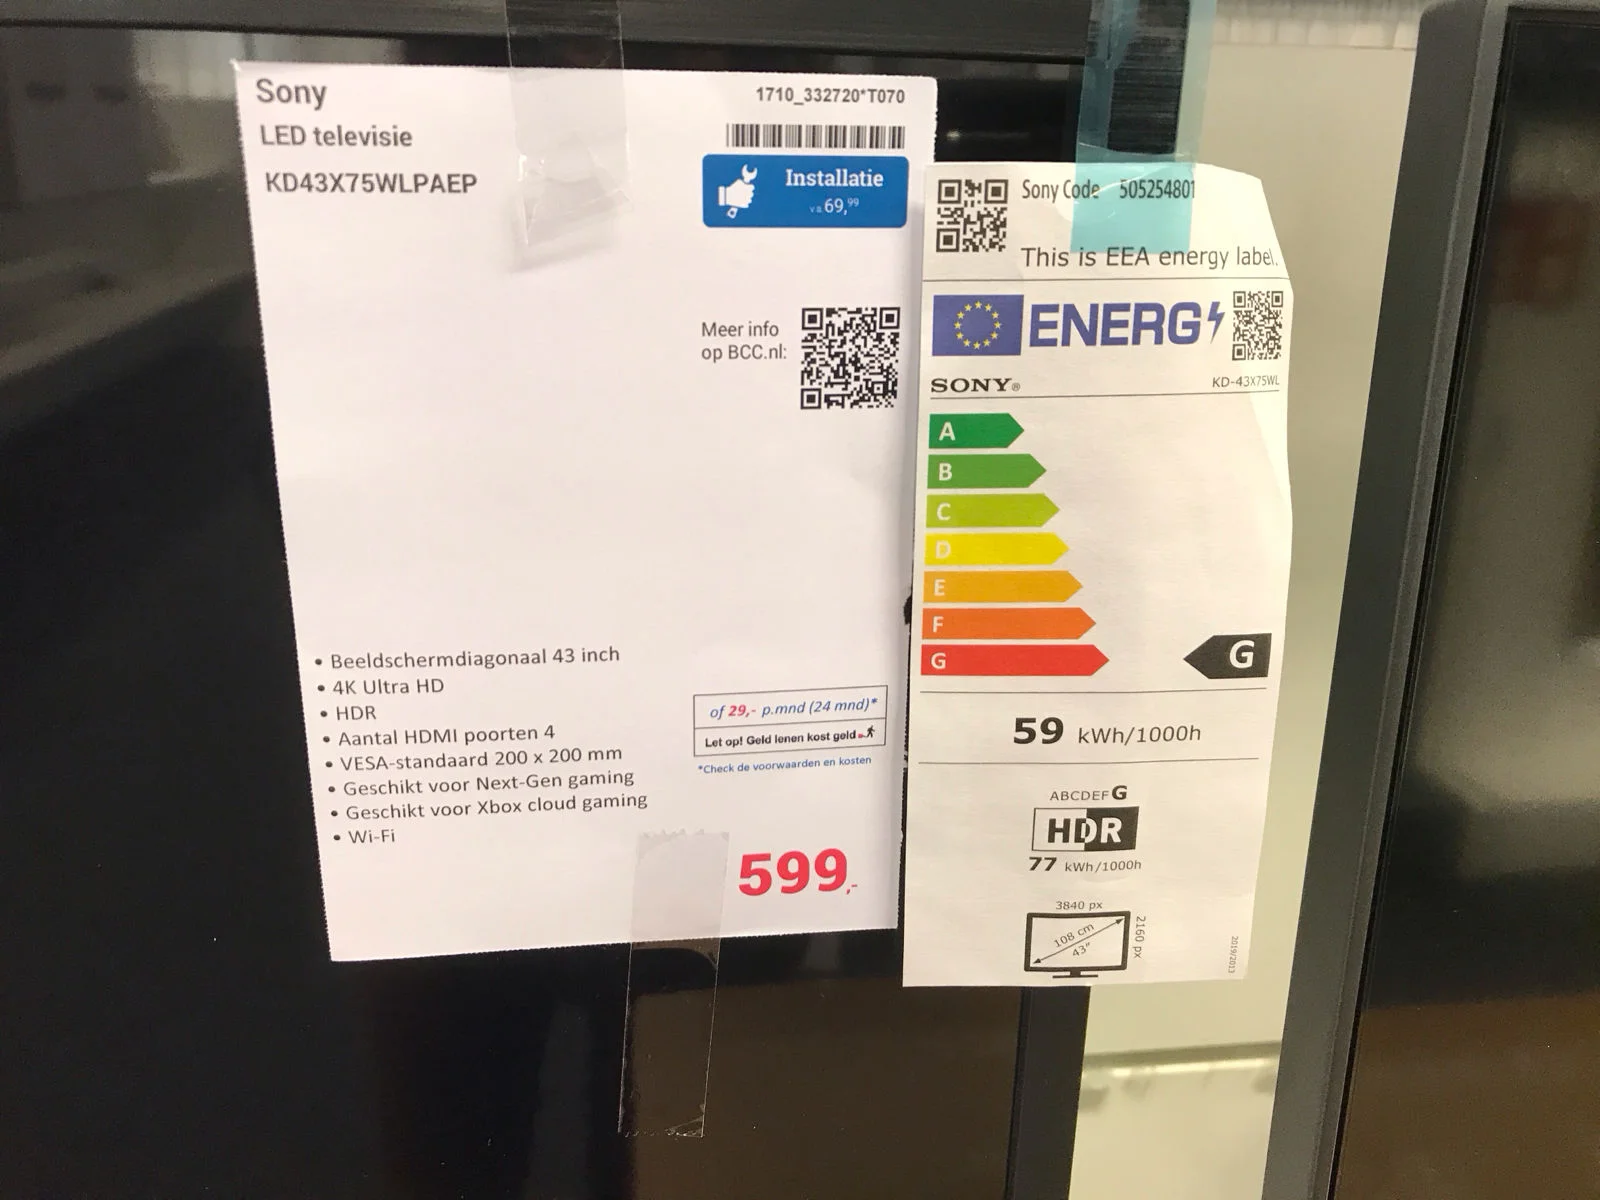 Sony
1710_332720*T070
LED televisie
KD43X75WLPAEP
Installatie
v.a. 69,99
Meer info
op BCC.nl:
• Beeldschermdiagonaal 43 inch
• 4K Ultra HD
• HDR
• Aantal HDMI poorten 4
• VESA-standaard 200 x 200 mm
• Geschikt voor Next-Gen gaming
• Geschikt voor Xbox cloud gaming
• Wi-Fi
of 29,- p.mnd (24 mnd)*
Let op! Geld lenen kost geld
*Check de voorwaarden en kosten
599,-
Sony Code 505254801
This is EEA energy label.
ENERG
SONY®
KD-43X75WL
A
B
C
D
E
F
G
G
59 kWh/1000h
ABCDEFG
HDR
77 kWh/1000h
3840 px
2160 px
108 cm
43"
2019/2013